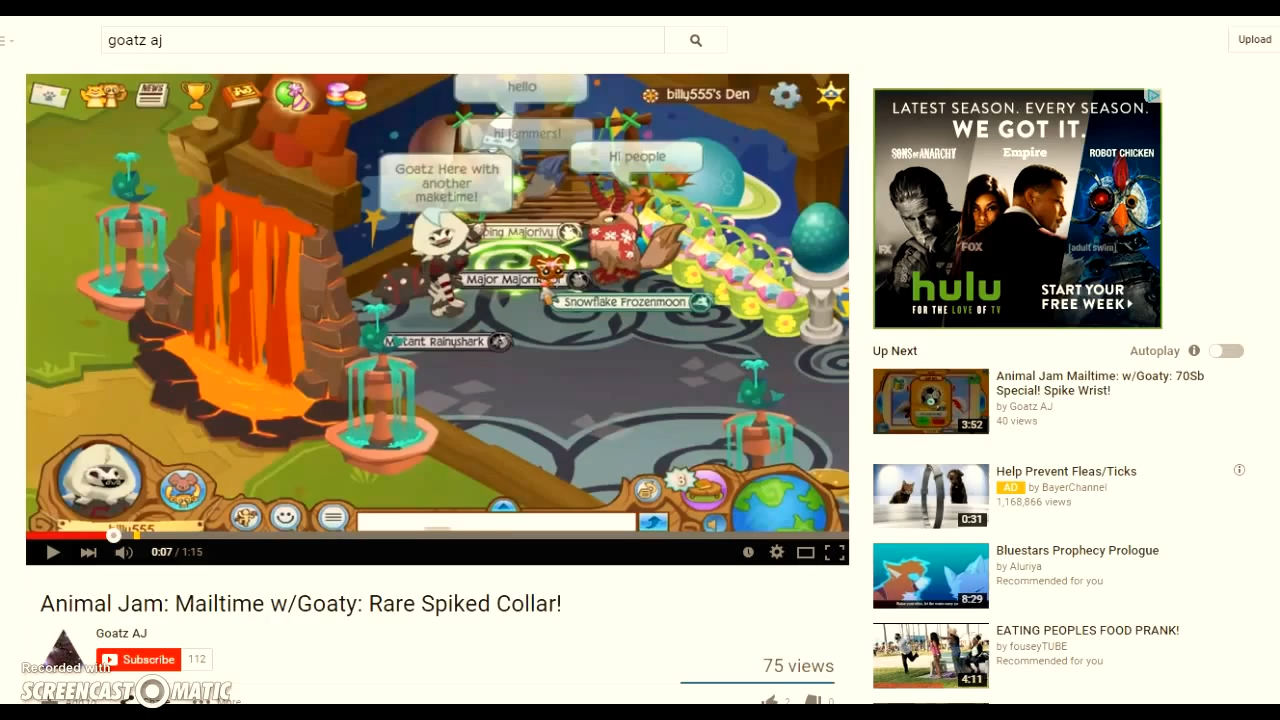 goatz aj
Upload
hello
billy555's Den
hi jammers!
Hi people
Goatz Here with
another
maketime!
Major
Snowflake Frozenmoon
Mutant Rainyshark
3
billy555
0:07 / 1:15
LATEST SEASON. EVERY SEASON.
WE GOT IT.
SONS OF ANARCHY
Empire
ROBOT CHICKEN
FX
FOX
[adult swim]
hulu
FOR THE LOVE OF TV
START YOUR
FREE WEEK
Up Next
Autoplay
Animal Jam Mailtime: w/Goaty: 70Sb
Special! Spike Wrist!
by Goatz AJ
40 views
3:52
Help Prevent Fleas/Ticks
AD by BayerChannel
1,168,866 views
0:31
Bluestars Prophecy Prologue
by Aluriya
Recommended for you
8:29
EATING PEOPLES FOOD PRANK!
by fouseyTUBE
Recommended for you
4:11
Animal Jam: Mailtime w/Goaty: Rare Spiked Collar!
Goatz AJ
Subscribe 112
75 views
Recorded with
SCREENCAST-O-MATIC
More
2
0